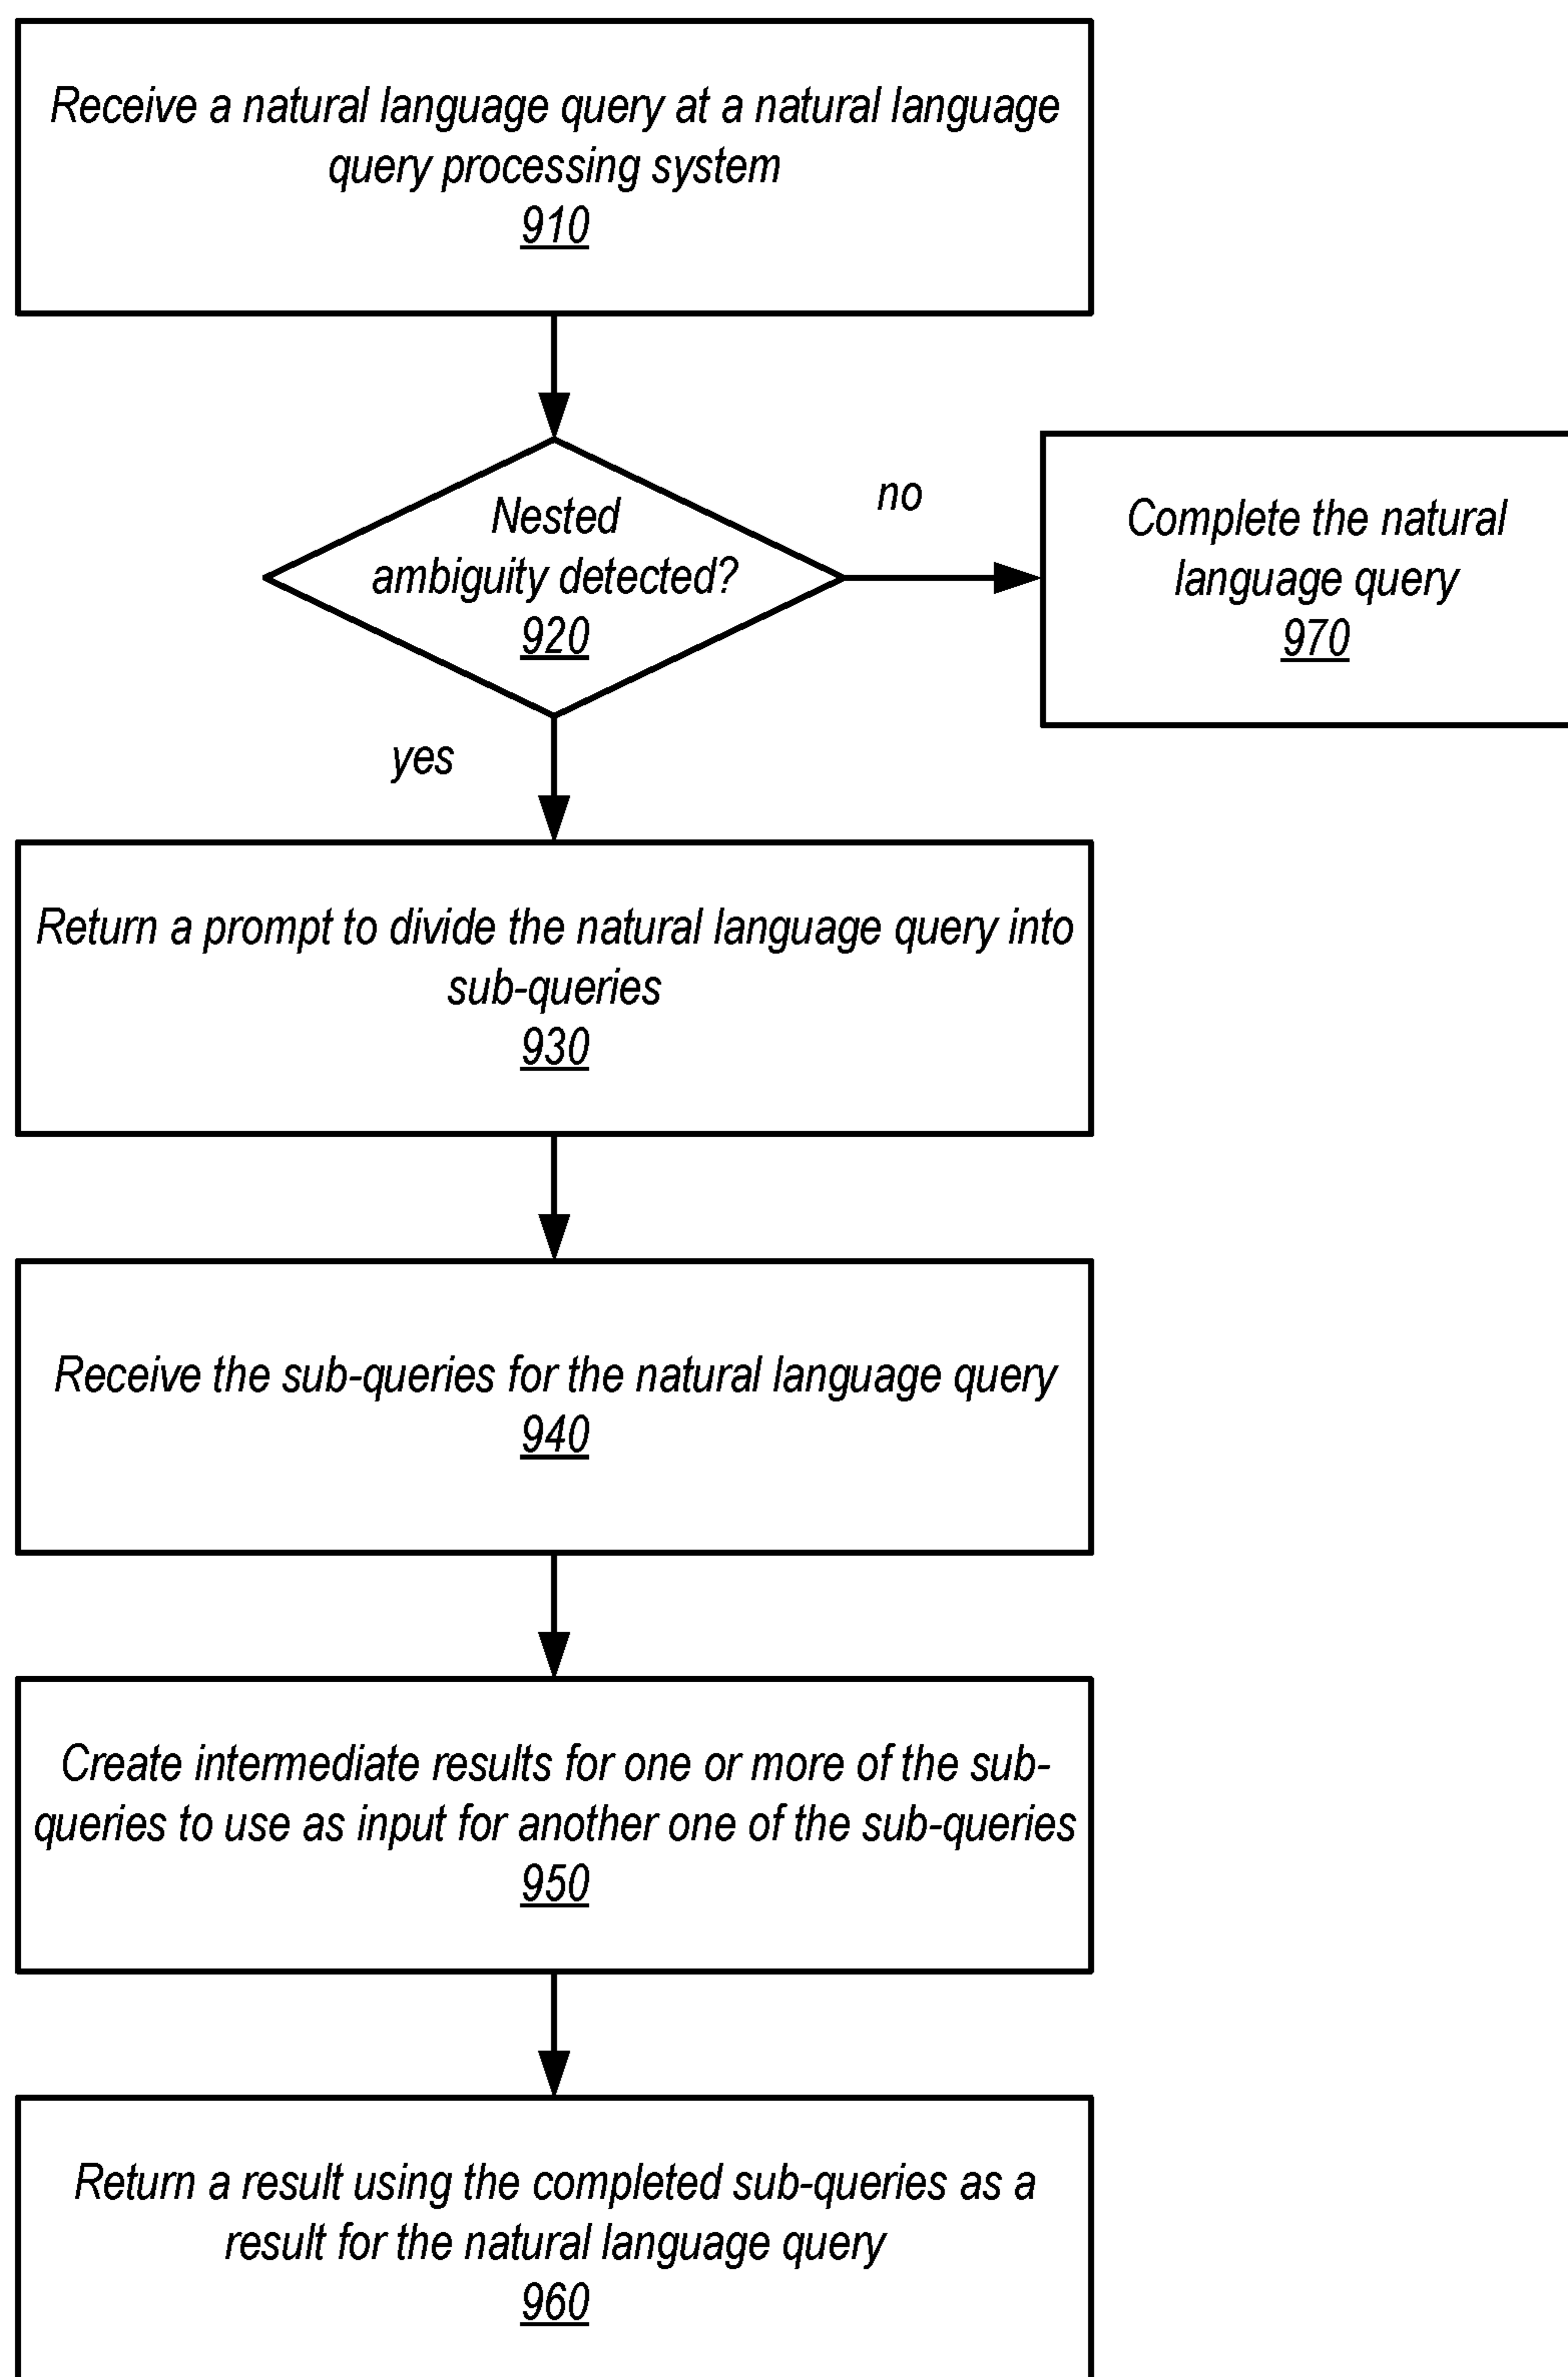 Receive a natural language query at a natural language
query processing system
910
Nested
ambiguity detected?
920
no
Complete the natural
language query
970
yes
Return a prompt to divide the natural language query into
sub-queries
930
Receive the sub-queries for the natural language query
940
Create intermediate results for one or more of the sub-
queries to use as input for another one of the sub-queries
950
Return a result using the completed sub-queries as a
result for the natural language query
960